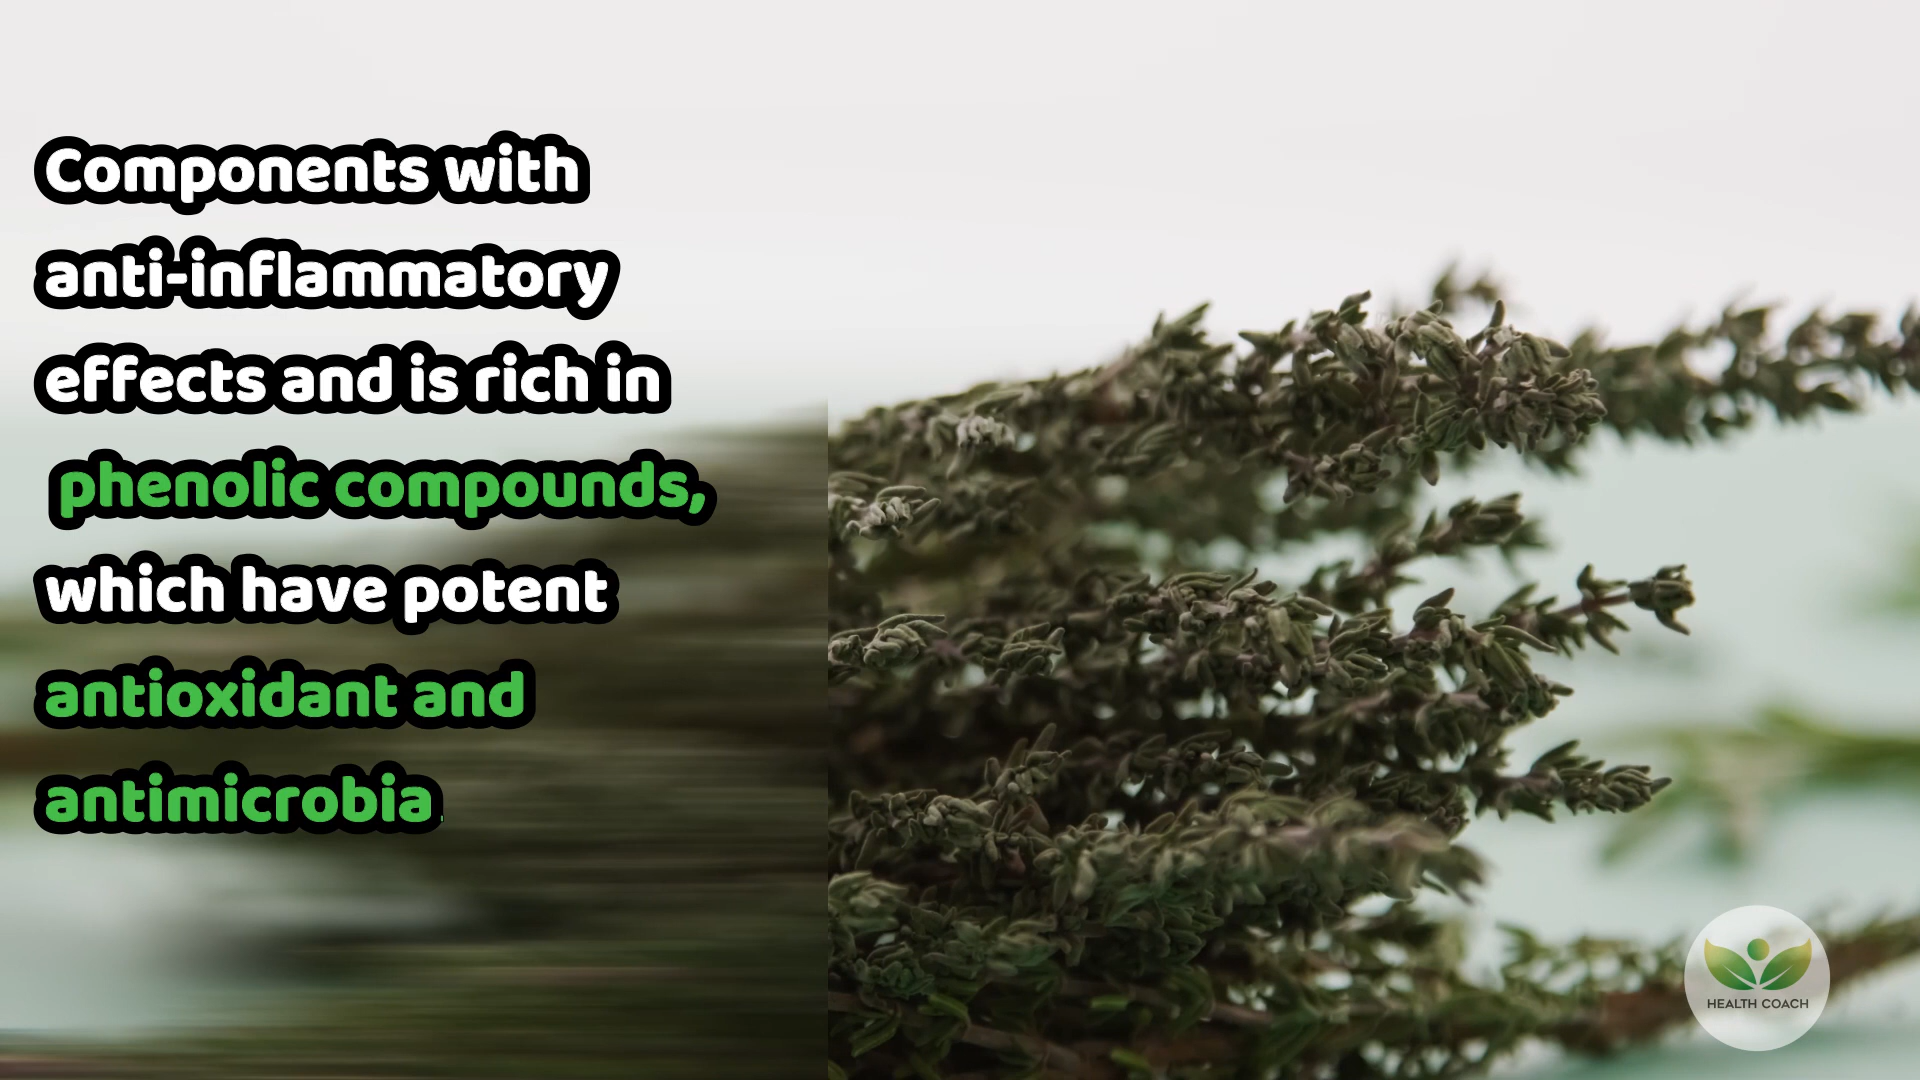 Components with
anti-inflammatory
effects and is rich in
phenolic compounds,
which have potent
antioxidant and
antimicrobia
HEALTH COACH